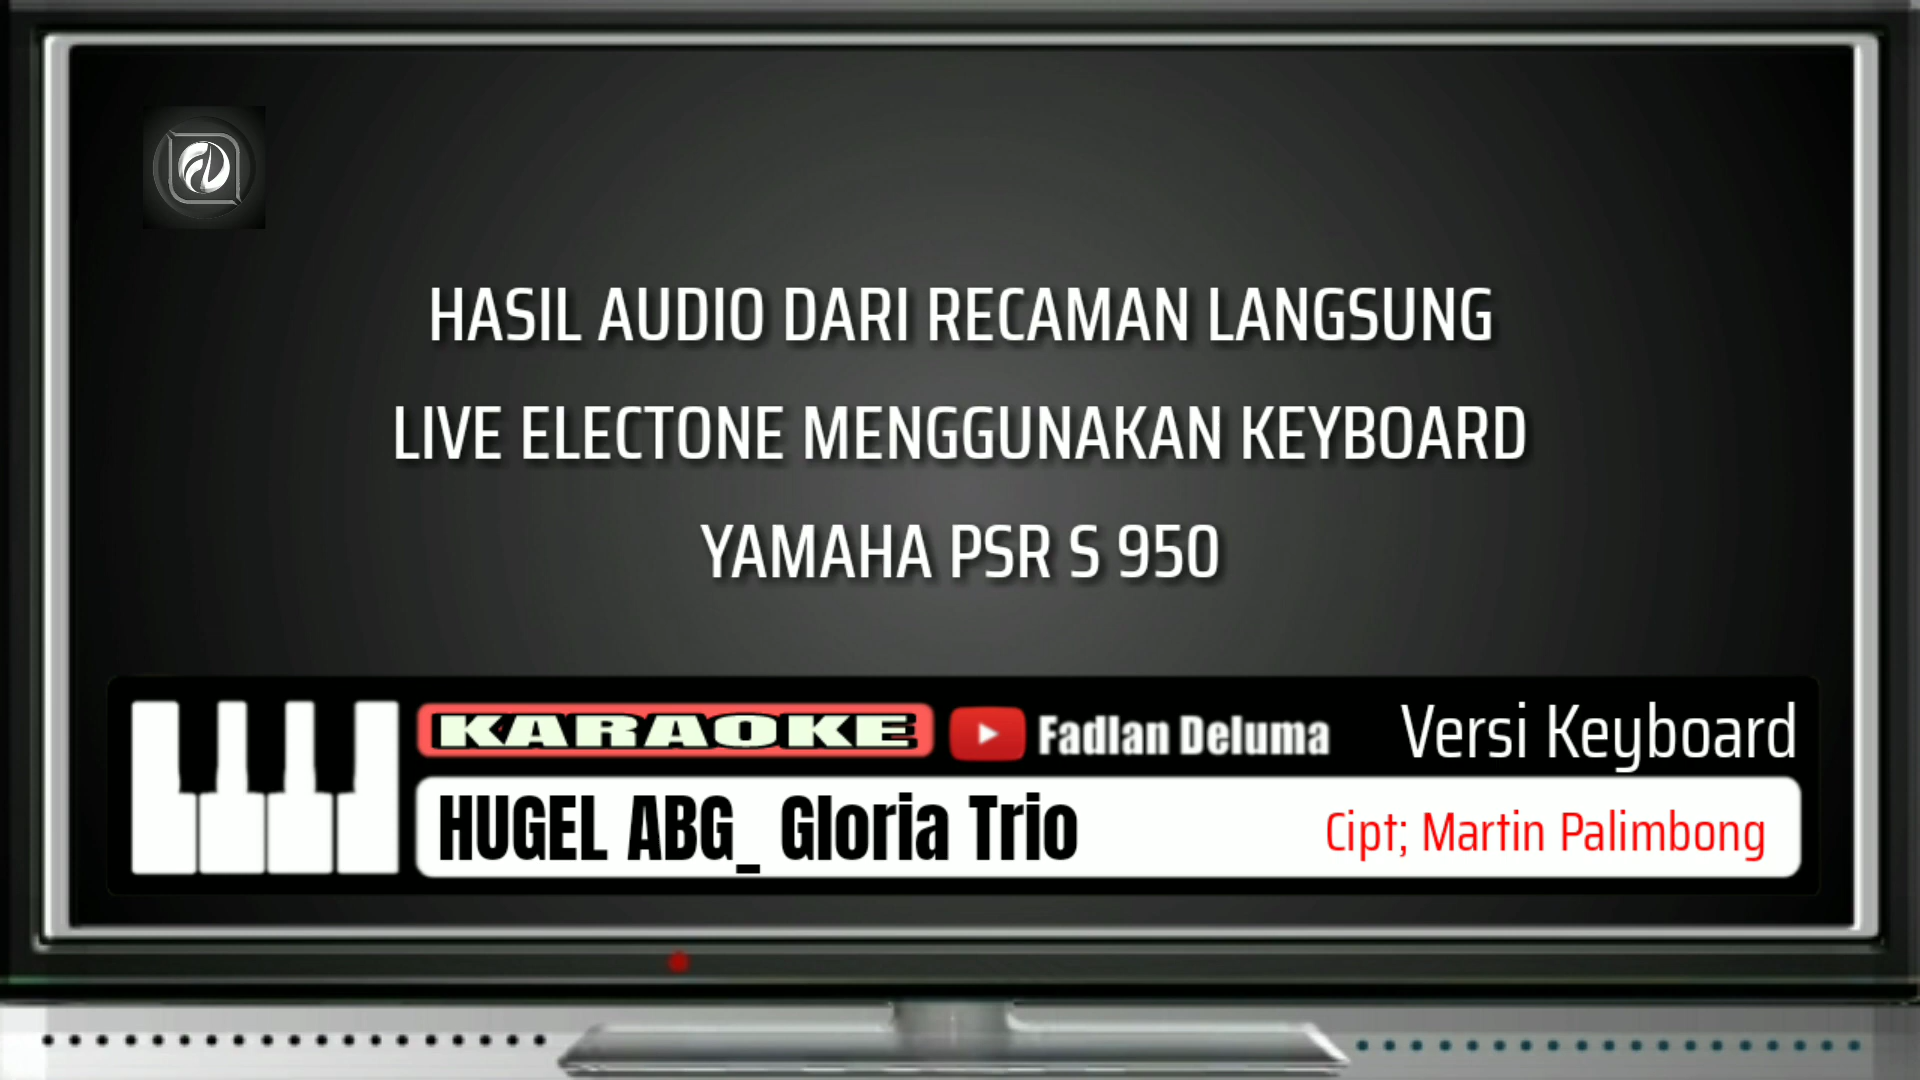 HASIL AUDIO DARI RECAMAN LANGSUNG
LIVE ELECTONE MENGGUNAKAN KEYBOARD
YAMAHA PSR S 950
KARAOKE Fadlan Deluma Versi Keyboard
HUGEL ABG_ Gloria Trio Cipt; Martin Palimbong